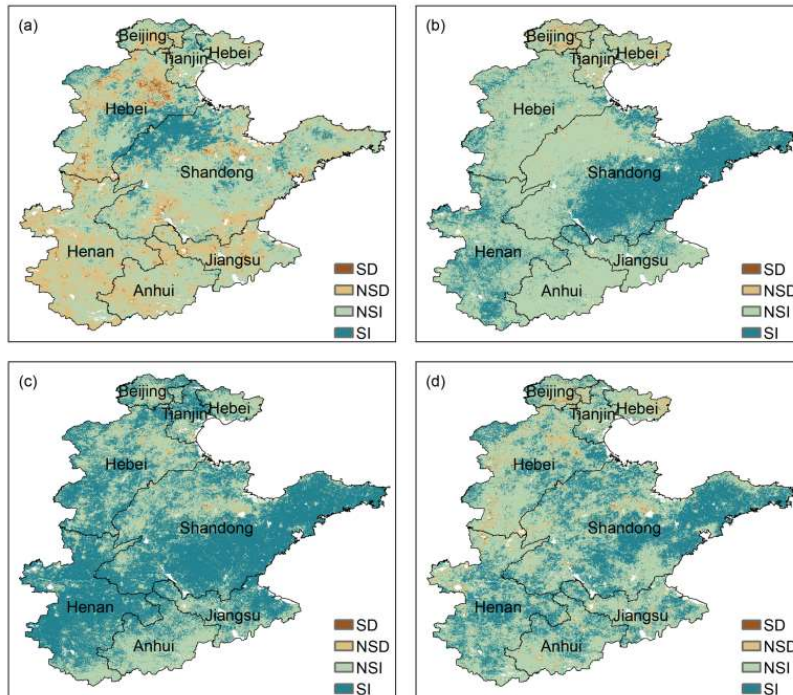 (a)
Beijing
Tianjin
Hebei
Hebei
Shandong
Henan
Jiangsu
Anhui
SD
NSD
NSI
SI
(b)
Beijing
Tianjin
Hebei
Hebei
Shandong
Henan
Jiangsu
Anhui
SD
NSD
NSI
SI
(c)
Beijing
Tianjin
Hebei
Hebei
Shandong
Henan
Jiangsu
Anhui
SD
NSD
NSI
SI
(d)
Beijing
Tianjin
Hebei
Hebei
Shandong
Henan
Jiangsu
Anhui
SD
NSD
NSI
SI